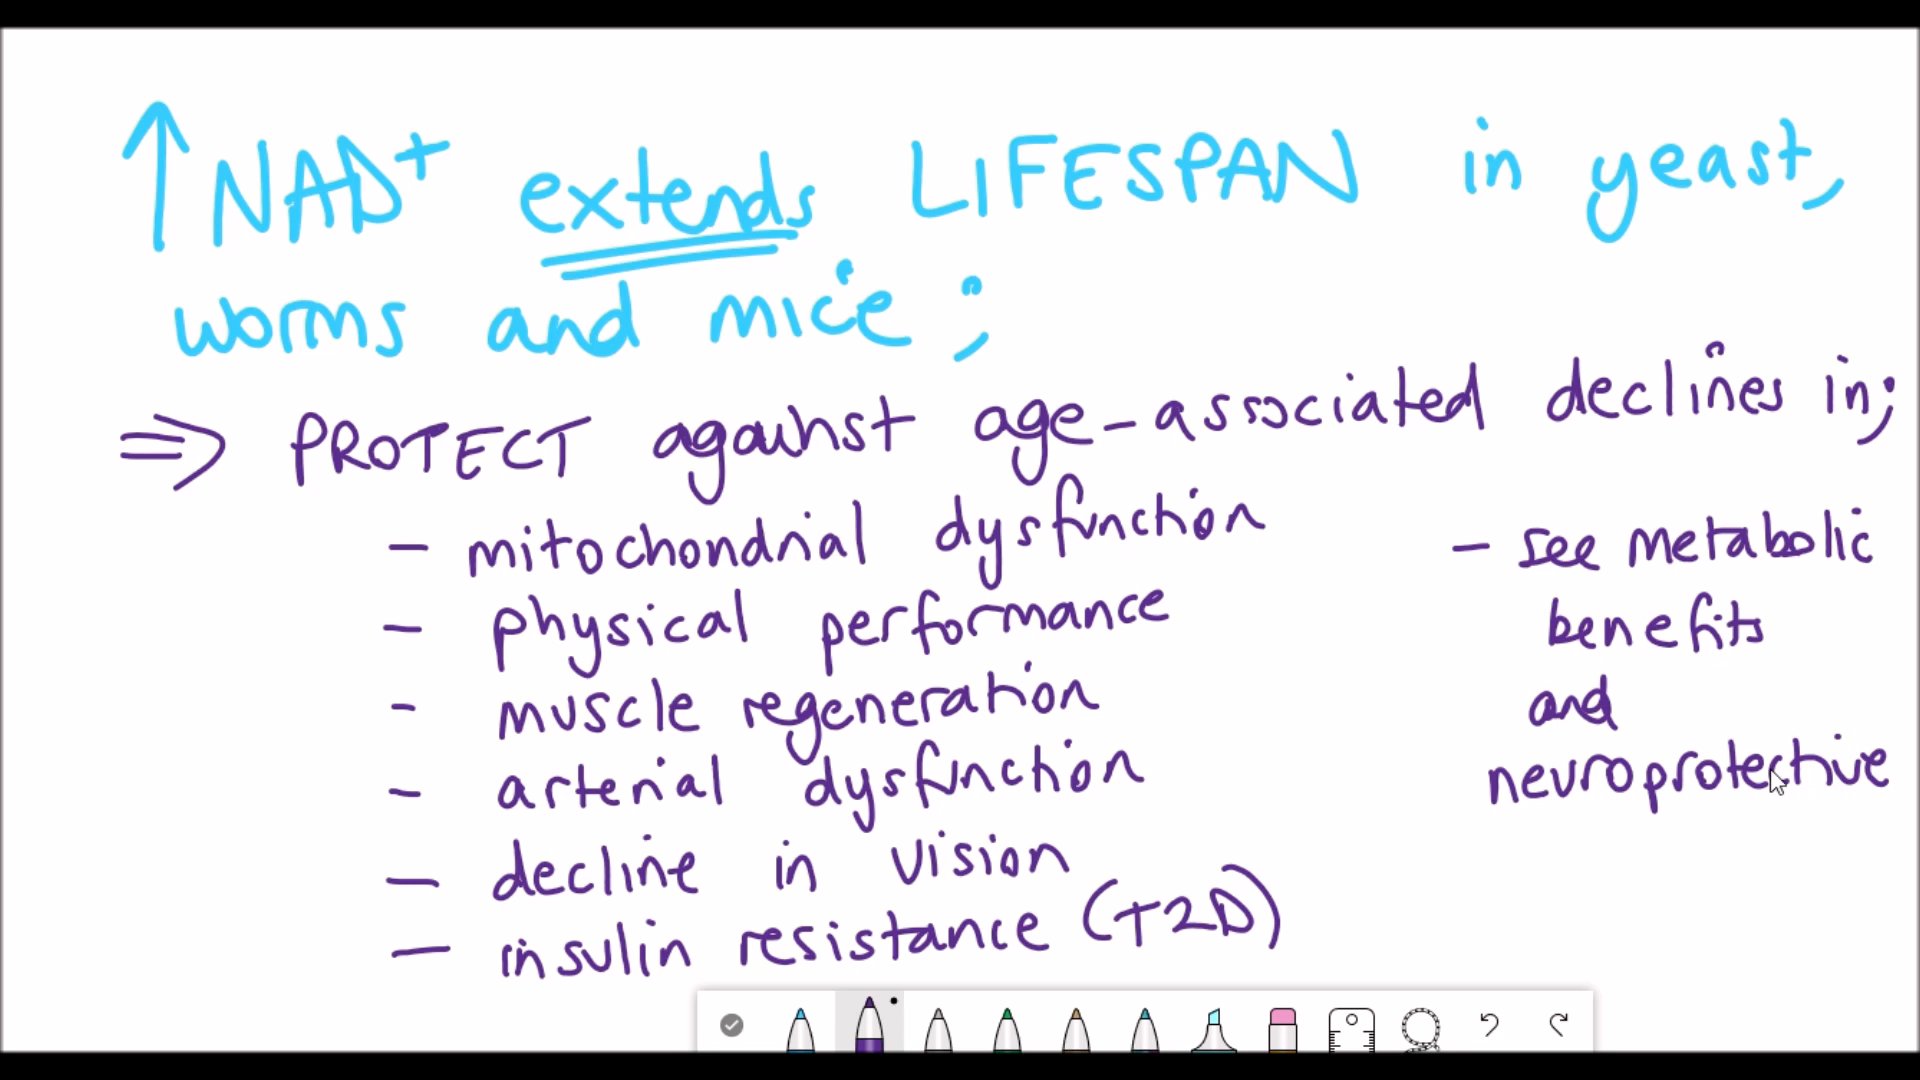 ↑ NAD+ extends LIFESPAN in yeast,
worms and mice;
⇒ PROTECT against age-associated declines in;
- mitochondrial dysfunction
- physical performance
- muscle regeneration
- arterial dysfunction
- decline in vision
- insulin resistance (T2D)
- see metabolic
benefits
and
neuroprotective